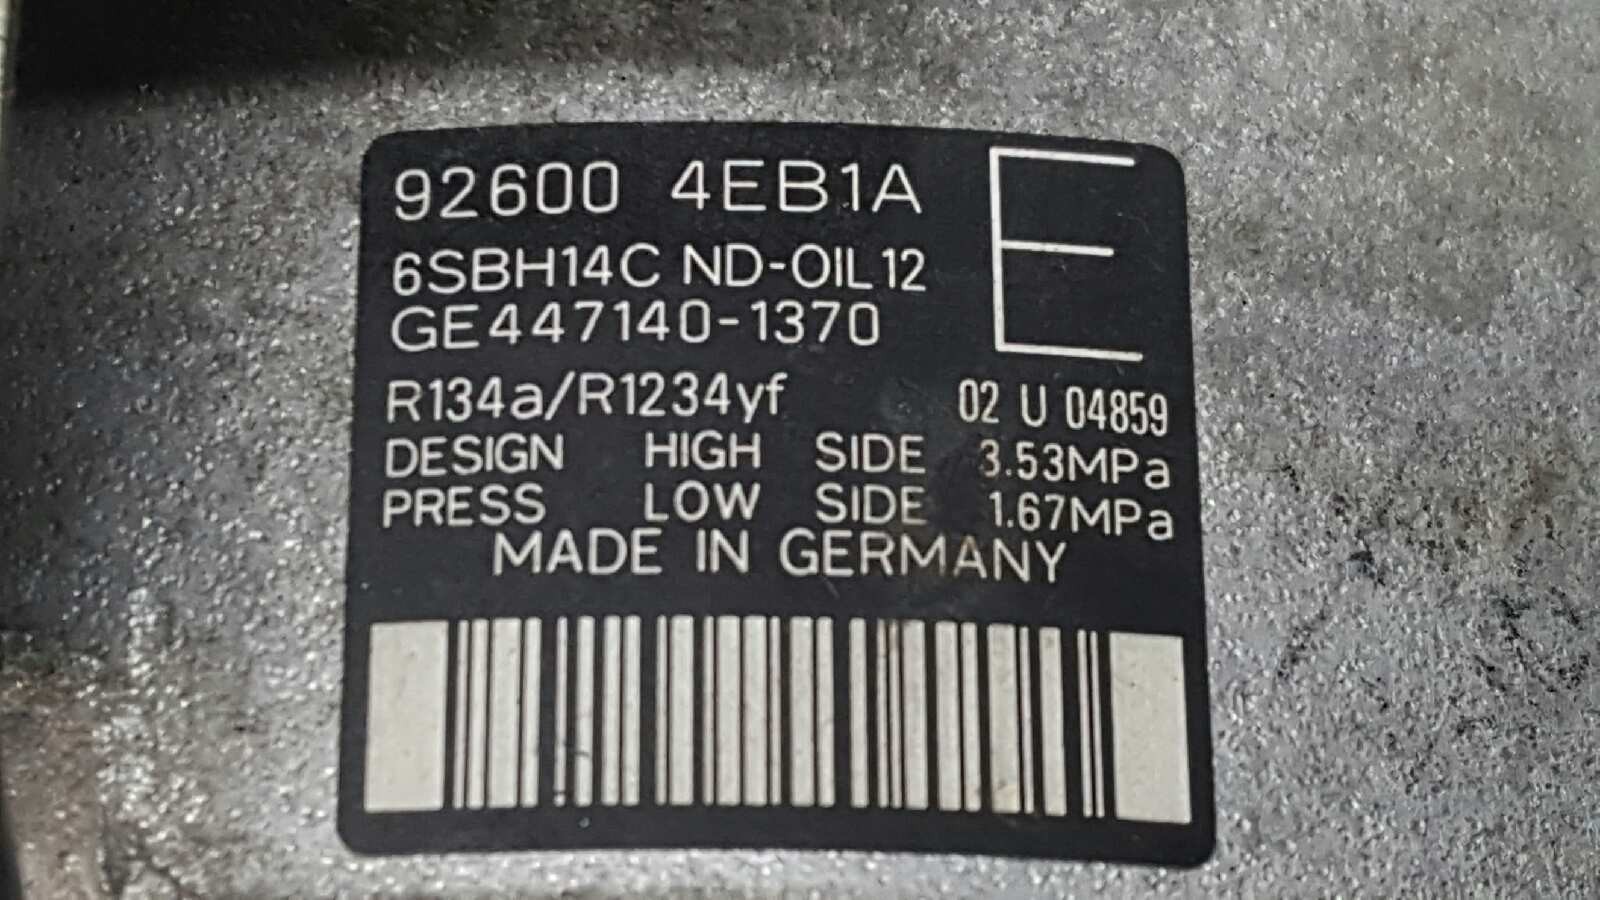 92600 4EB1A
E
6SBH14C ND-OIL12
GE447140-1370
R134a/R1234yf
02 U 04859
DESIGN HIGH SIDE 3.53MPa
PRESS LOW SIDE 1.67MPa
MADE IN GERMANY